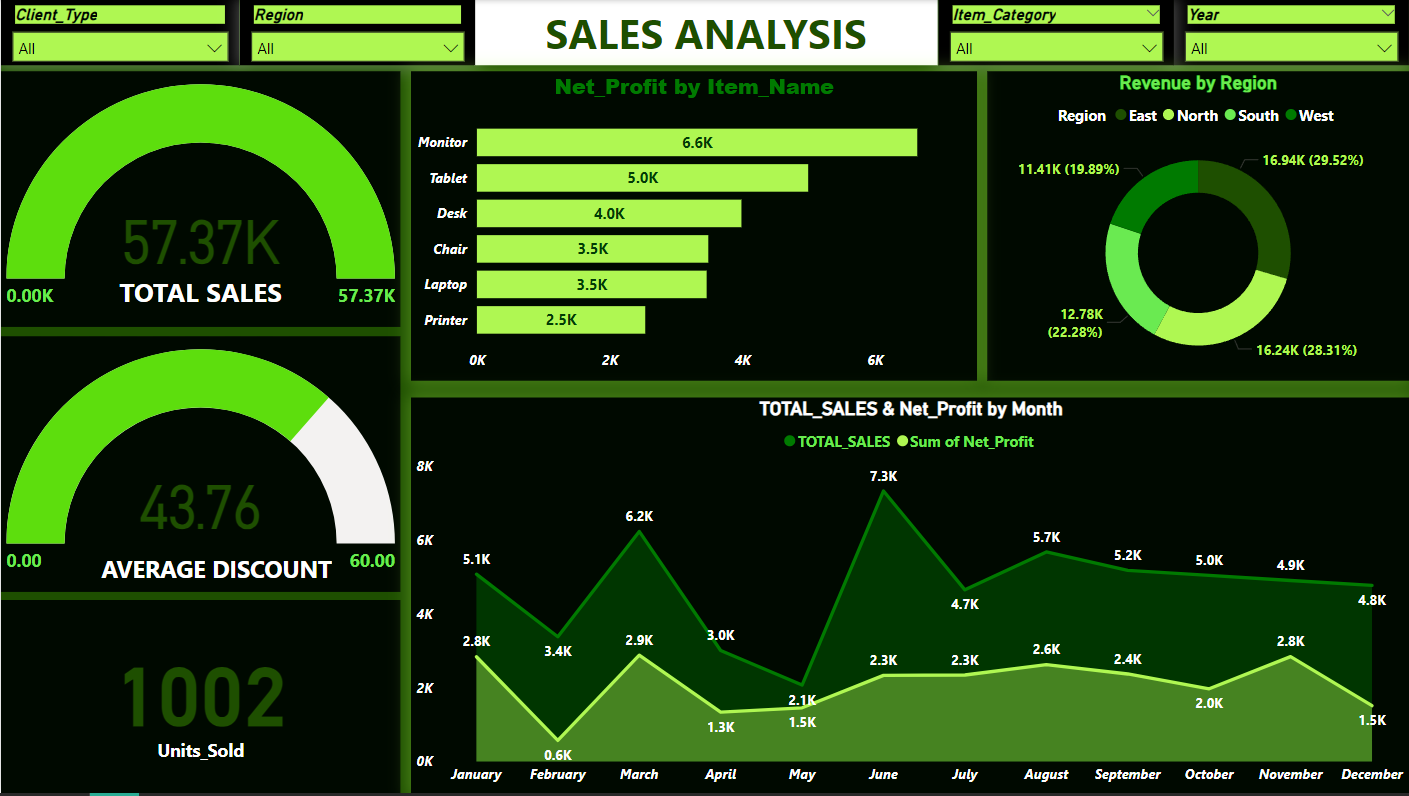 Client_Type
All
Region
All
SALES ANALYSIS
Item_Category
All
Year
All
57.37K
0.00K
TOTAL SALES
57.37K
43.76
0.00
AVERAGE DISCOUNT
60.00
1002
Units_Sold
Net_Profit by Item_Name
Monitor 6.6K
Tablet 5.0K
Desk 4.0K
Chair 3.5K
Laptop 3.5K
Printer 2.5K
0K 2K 4K 6K
Revenue by Region
Region East North South West
11.41K (19.89%)
16.94K (29.52%)
12.78K
(22.28%)
16.24K (28.31%)
TOTAL_SALES & Net_Profit by Month
TOTAL_SALES Sum of Net_Profit
8K
6K
4K
2K
0K
5.1K 3.4K 6.2K 3.0K 2.1K 7.3K 4.7K 5.7K 5.2K 5.0K 4.9K 4.8K
2.8K 0.6K 2.9K 1.3K 1.5K 2.3K 2.3K 2.6K 2.4K 2.0K 2.8K 1.5K
January February March April May June July August September October November December